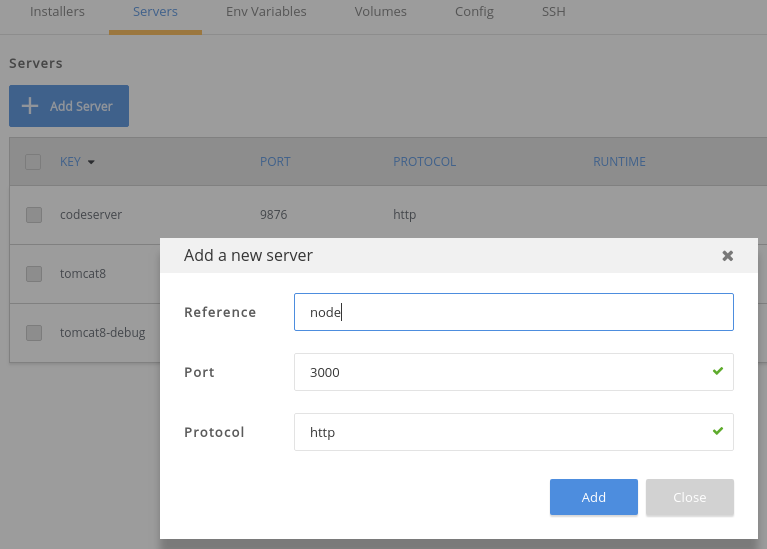 Installers Servers Env Variables Volumes Config SSH
Servers
Add Server
KEY PORT PROTOCOL RUNTIME
codeserver 9876 http
tomcat8
tomcat8-debug
Add a new server
Reference node
Port 3000
Protocol http
Add Close